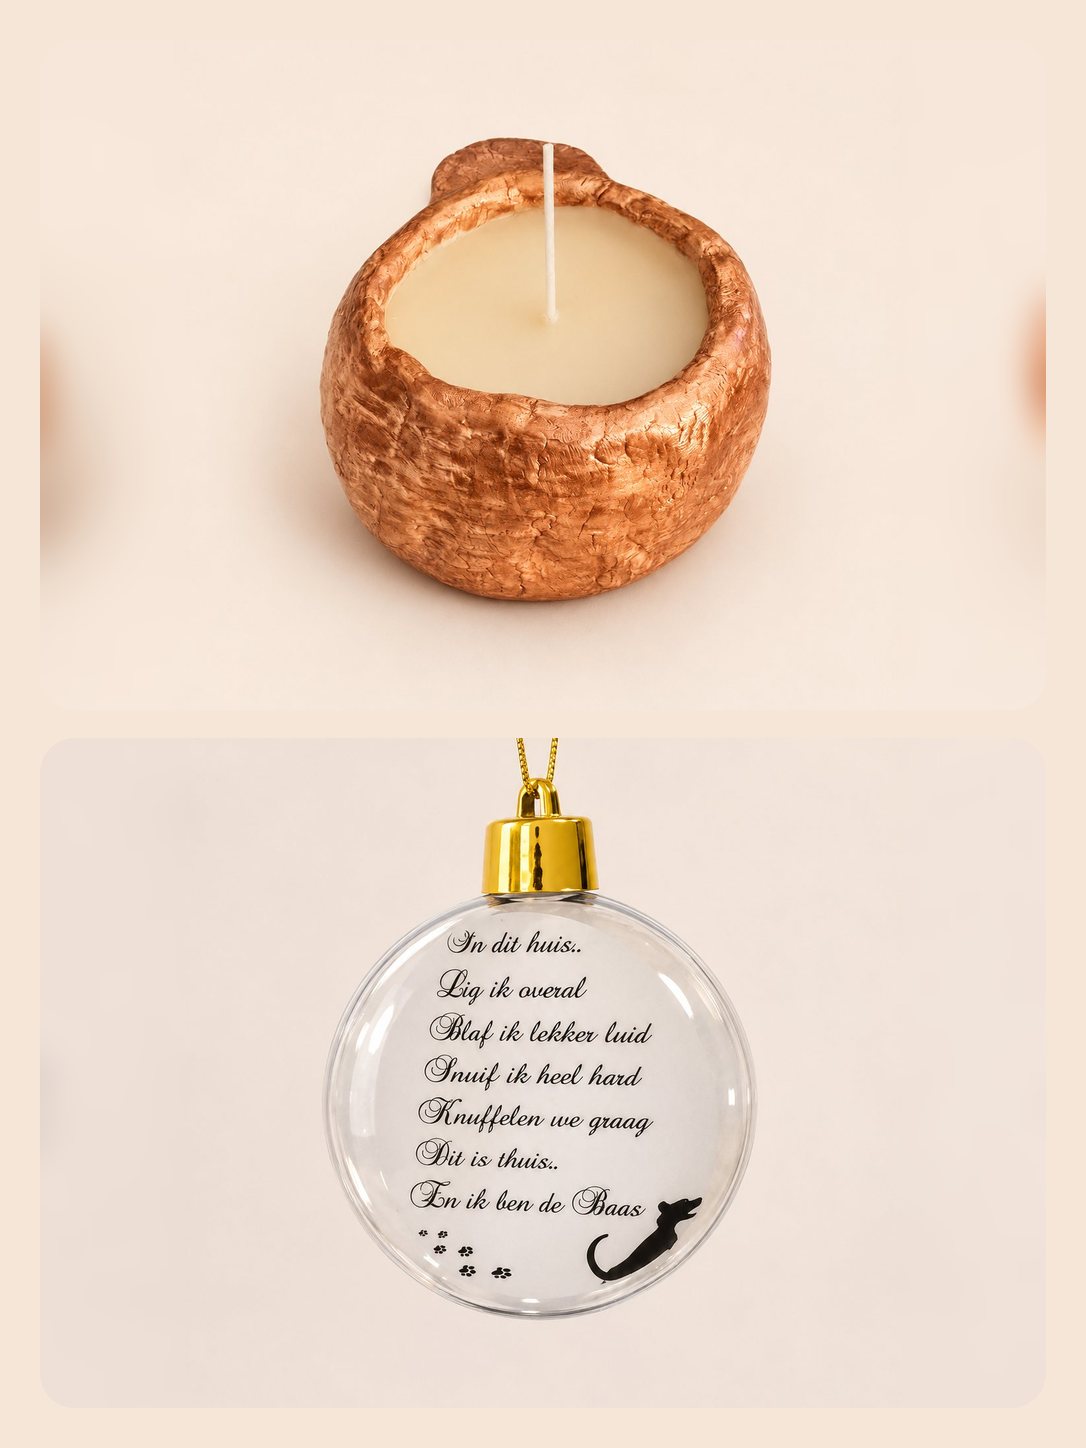 In dit huis..
Lig ik overal
Blaf ik lekker luid
Snuif ik heel hard
Knuffelen we graag
Dit is thuis..
En ik ben de Baas